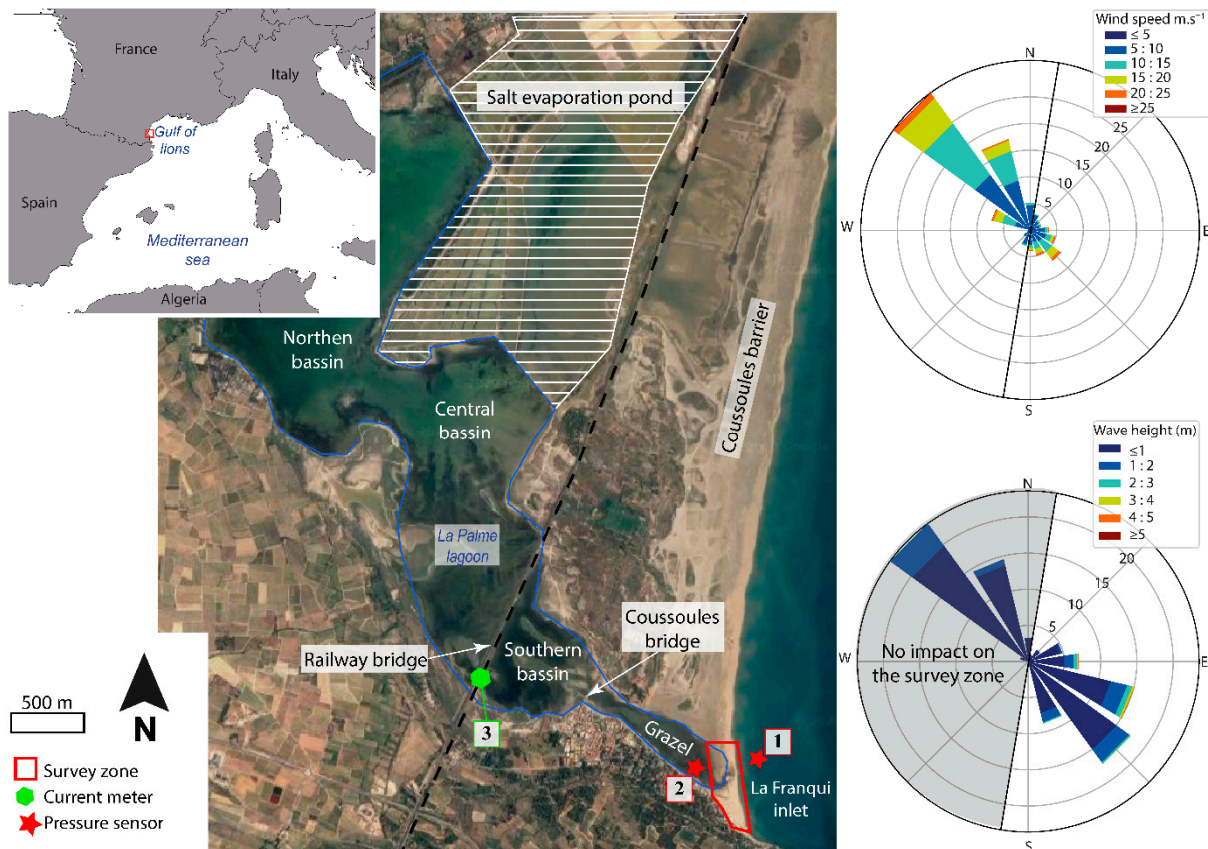 France
Italy
Gulf of
lions
Spain
Mediterranean
sea
Algeria
Salt evaporation pond
Coussoules barrier
Northen
bassin
Central
bassin
La Palme
lagoon
Coussoules
bridge
Railway bridge
Southern
bassin
Grazel
La Franqui
inlet
1
2
3
500 m
N
Survey zone
Current meter
Pressure sensor
Wind speed m.s⁻¹
≤ 5
5 : 10
10 : 15
15 : 20
20 : 25
≥25
N
W
E
S
25
20
15
10
5
Wave height (m)
≤1
1 : 2
2 : 3
3 : 4
4 : 5
≥5
N
W
E
S
20
15
10
5
No impact on
the survey zone